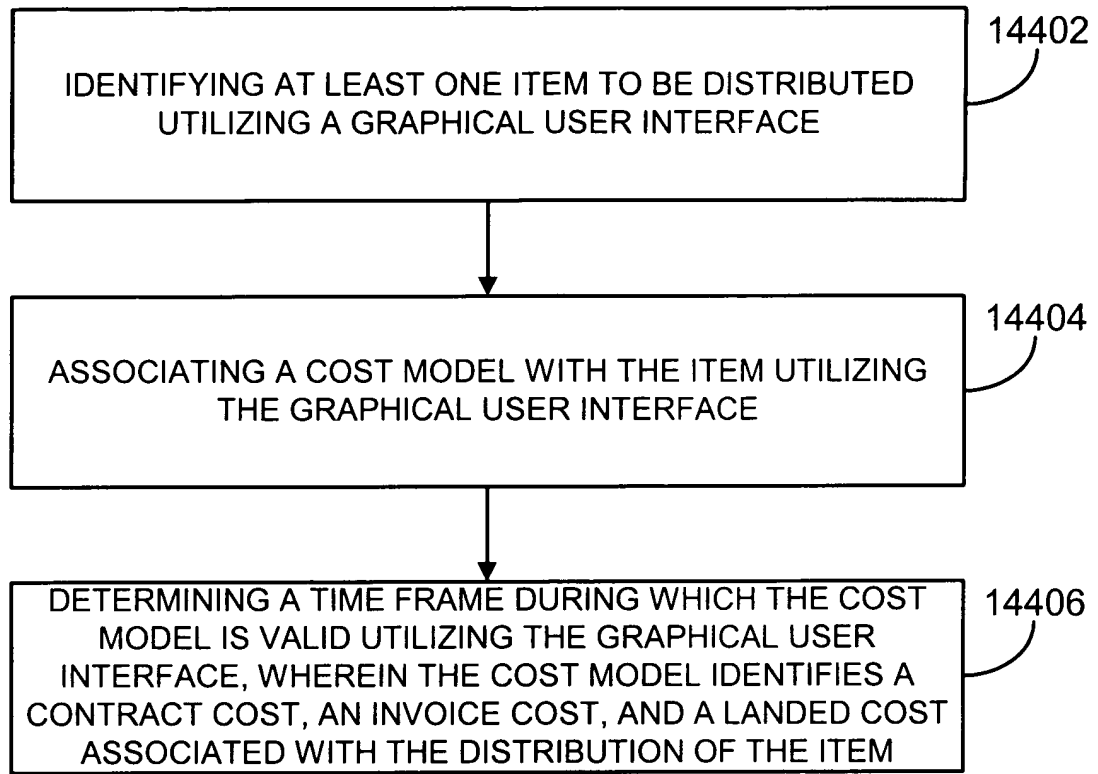 14402
IDENTIFYING AT LEAST ONE ITEM TO BE DISTRIBUTED
UTILIZING A GRAPHICAL USER INTERFACE
14404
ASSOCIATING A COST MODEL WITH THE ITEM UTILIZING
THE GRAPHICAL USER INTERFACE
14406
DETERMINING A TIME FRAME DURING WHICH THE COST
MODEL IS VALID UTILIZING THE GRAPHICAL USER
INTERFACE, WHEREIN THE COST MODEL IDENTIFIES A
CONTRACT COST, AN INVOICE COST, AND A LANDED COST
ASSOCIATED WITH THE DISTRIBUTION OF THE ITEM